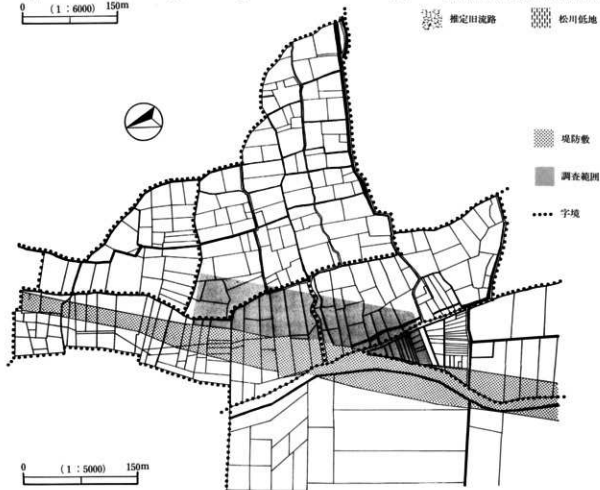 0 (1:6000) 150m
推定旧流路 松川低地
堤防敷
調査範囲
字境
0 (1:5000) 150m